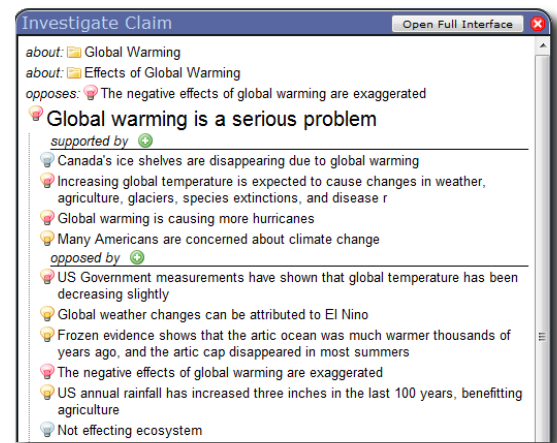 Investigate Claim
Open Full Interface
about: Global Warming
about: Effects of Global Warming
opposes: The negative effects of global warming are exaggerated
Global warming is a serious problem
supported by
Canada's ice shelves are disappearing due to global warming
Increasing global temperature is expected to cause changes in weather,
agriculture, glaciers, species extinctions, and disease r
Global warming is causing more hurricanes
Many Americans are concerned about climate change
opposed by
US Government measurements have shown that global temperature has been
decreasing slightly
Global weather changes can be attributed to El Nino
Frozen evidence shows that the artic ocean was much warmer thousands of
years ago, and the artic cap disappeared in most summers
The negative effects of global warming are exaggerated
US annual rainfall has increased three inches in the last 100 years, benefitting
agriculture
Not effecting ecosystem